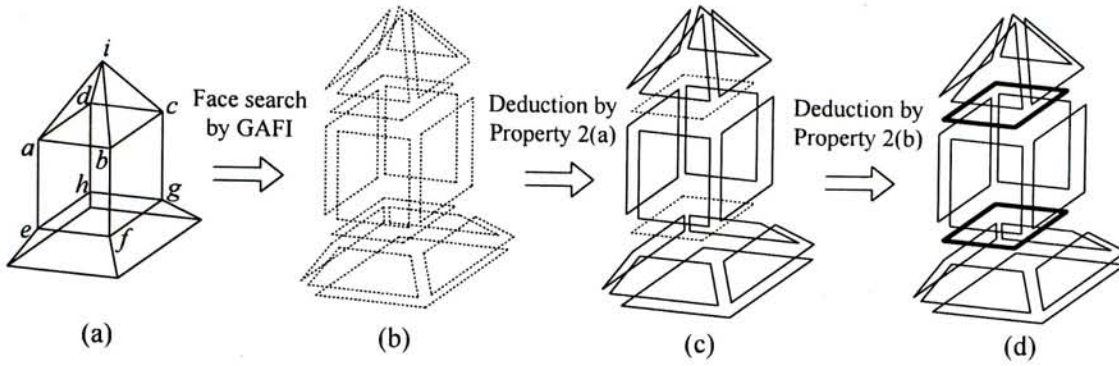 i
d
c
a
b
h
g
e
f
Face search
by GAFI
Deduction by
Property 2(a)
Deduction by
Property 2(b)
(a)
(b)
(c)
(d)